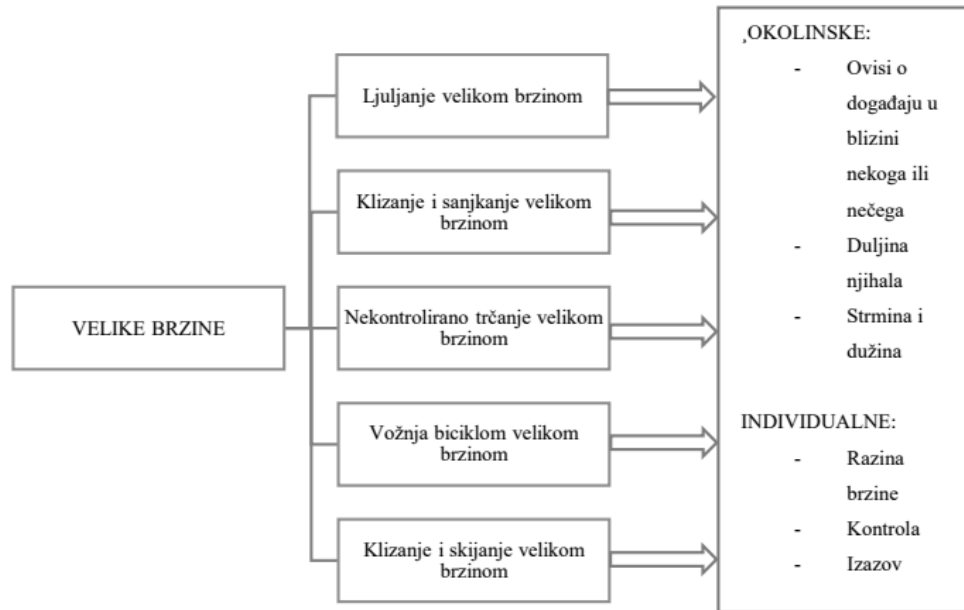 VELIKE BRZINE
Ljuljanje velikom brzinom
Klizanje i sanjkanje velikom
brzinom
Nekontrolirano trčanje velikom
brzinom
Vožnja biciklom velikom
brzinom
Klizanje i skijanje velikom
brzinom
¸OKOLINSKE:
- Ovisi o
događaju u
blizini
nekoga ili
nečega
- Duljina
njihala
- Strmina i
dužina
INDIVIDUALNE:
- Razina
brzine
- Kontrola
- Izazov